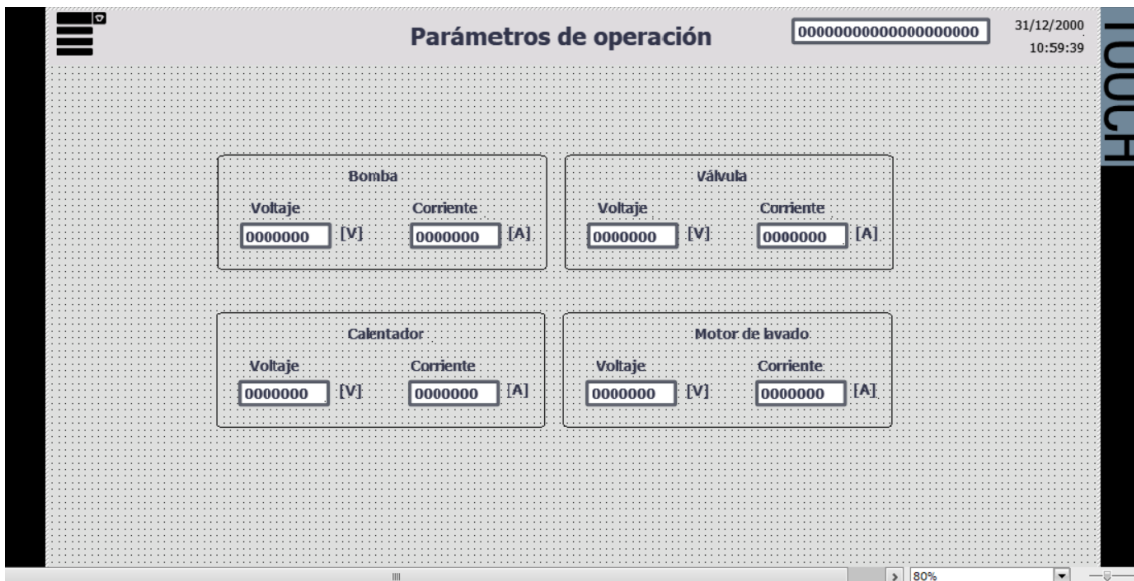 Parámetros de operación
00000000000000000000
31/12/2000
10:59:39
TOUCH
Bomba
Voltaje Corriente
0000000 [V] 0000000 [A]
Válvula
Voltaje Corriente
0000000 [V] 0000000 [A]
Calentador
Voltaje Corriente
0000000 [V] 0000000 [A]
Motor de lavado
Voltaje Corriente
0000000 [V] 0000000 [A]
80%